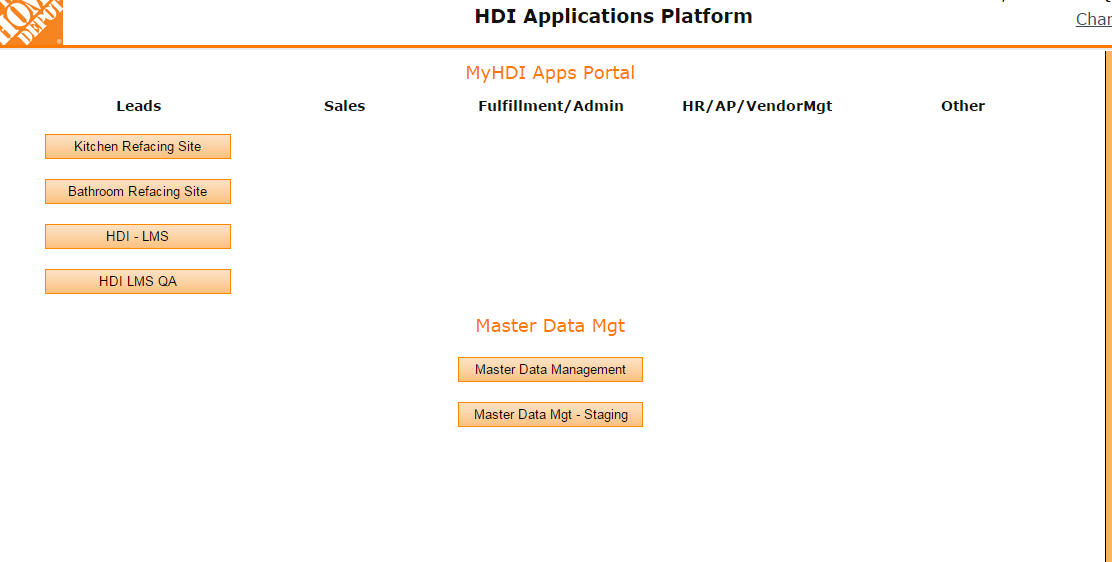 HOME
DEPOT
HDI Applications Platform
MyHDI Apps Portal
Leads Sales Fulfillment/Admin HR/AP/VendorMgt Other
Kitchen Refacing Site
Bathroom Refacing Site
HDI - LMS
HDI LMS QA
Master Data Mgt
Master Data Management
Master Data Mgt - Staging